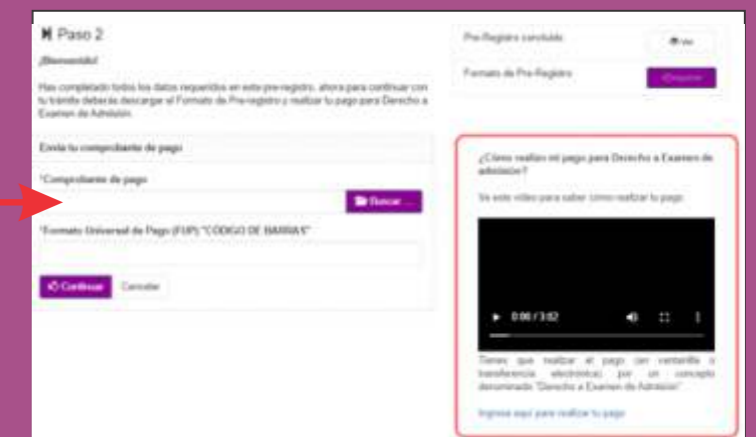 Paso 2
¡Bienvenido!
Has completado todos los datos requeridos en este pre-registro, ahora para continuar con
tu trámite deberás descargar el Formato de Pre-registro y realizar tu pago para Derecho a
Examen de Admisión.
Envía tu comprobante de pago
*Comprobante de pago
Buscar ...
*Formato Universal de Pago (FUP) "CÓDIGO DE BARRAS"
Continuar Cancelar
Pre-Registro concluido
Ver
Formato de Pre-Registro
¿Cómo realizo mi pago para Derecho a Examen de
admisión?
Ve este video para saber cómo realizar tu pago
0:00 / 3:02
Tienes que realizar el pago (en ventanilla o
transferencia electrónica) por un concepto
denominado "Derecho a Examen de Admisión"
Ingresa aquí para realizar tu pago